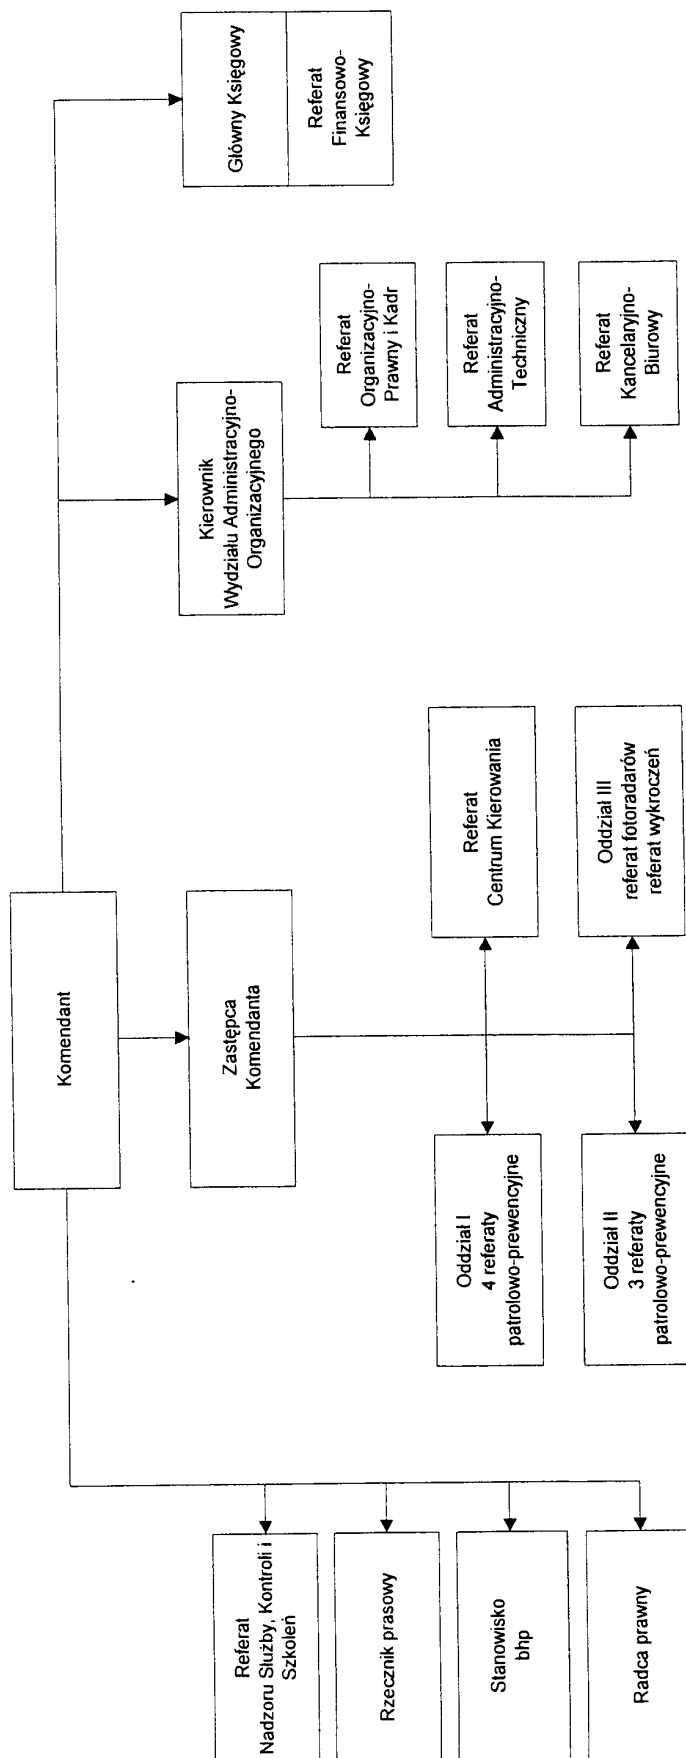 Komendant
Zastępca
Komendanta
Referat
Nadzoru Służby, Kontroli i
Szkoleń
Rzecznik prasowy
Stanowisko
bhp
Radca prawny
Oddział I
4 referaty
patrolowo-prewencyjne
Oddział II
3 referaty
patrolowo-prewencyjne
Referat
Centrum Kierowania
Oddział III
referat fotoradarów
referat wykroczeń
Kierownik
Wydziału Administracyjno-
Organizacyjnego
Referat
Organizacyjno-
Prawny i Kadr
Referat
Administracyjno-
Techniczny
Referat
Kancelaryjno-
Biurowy
Główny Księgowy
Referat
Finansowo-
Księgowy